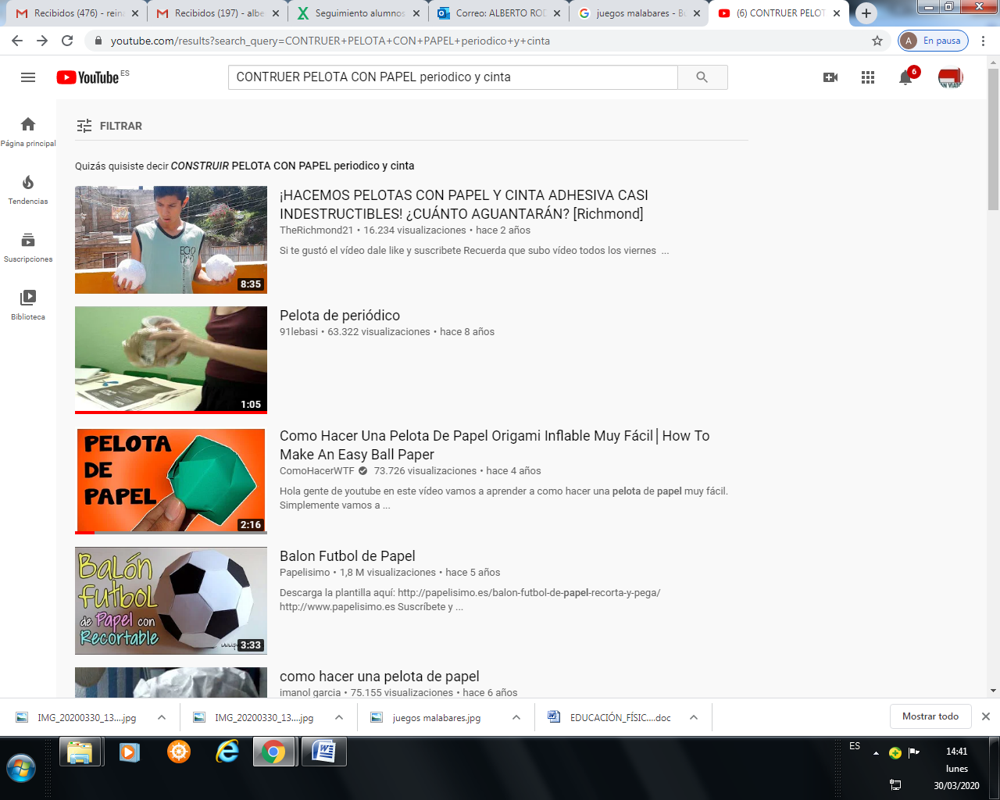 Recibidos (476) - rein
Recibidos (197) - albe
Seguimiento alumnos
Correo: ALBERTO ROD
juegos malabares - Bu
(6) CONTRUER PELOT
youtube.com/results?search_query=CONTRUER+PELOTA+CON+PAPEL+periodico+y+cinta
A
En pausa
YouTube ES
CONTRUER PELOTA CON PAPEL periodico y cinta
6
Página principal
Tendencias
Suscripciones
Biblioteca
FILTRAR
Quizás quisiste decir CONSTRUIR PELOTA CON PAPEL periodico y cinta
8:35
¡HACEMOS PELOTAS CON PAPEL Y CINTA ADHESIVA CASI
INDESTRUCTIBLES! ¿CUÁNTO AGUANTARÁN? [Richmond]
TheRichmond21 • 16.234 visualizaciones • hace 2 años
Si te gustó el vídeo dale like y suscribete Recuerda que subo vídeo todos los viernes ...
1:05
Pelota de periódico
91lebasi • 63.322 visualizaciones • hace 8 años
PELOTA
DE
PAPEL
2:16
Como Hacer Una Pelota De Papel Origami Inflable Muy Fácil│How To
Make An Easy Ball Paper
ComoHacerWTF 73.726 visualizaciones • hace 4 años
Hola gente de youtube en este vídeo vamos a aprender a como hacer una pelota de papel muy fácil.
Simplemente vamos a ...
Balón
futbol
de Papel con
Recortable
3:33
Balon Futbol de Papel
Papelisimo • 1,8 M visualizaciones • hace 5 años
Descarga la plantilla aquí: http://papelisimo.es/balon-futbol-de-papel-recorta-y-pega/
http://www.papelisimo.es Suscríbete y ...
como hacer una pelota de papel
imanol garcia • 75.155 visualizaciones • hace 6 años
IMG_20200330_13....jpg
IMG_20200330_13....jpg
juegos malabares.jpg
EDUCACIÓN_FÍSIC....doc
Mostrar todo
ES
14:41
lunes
30/03/2020